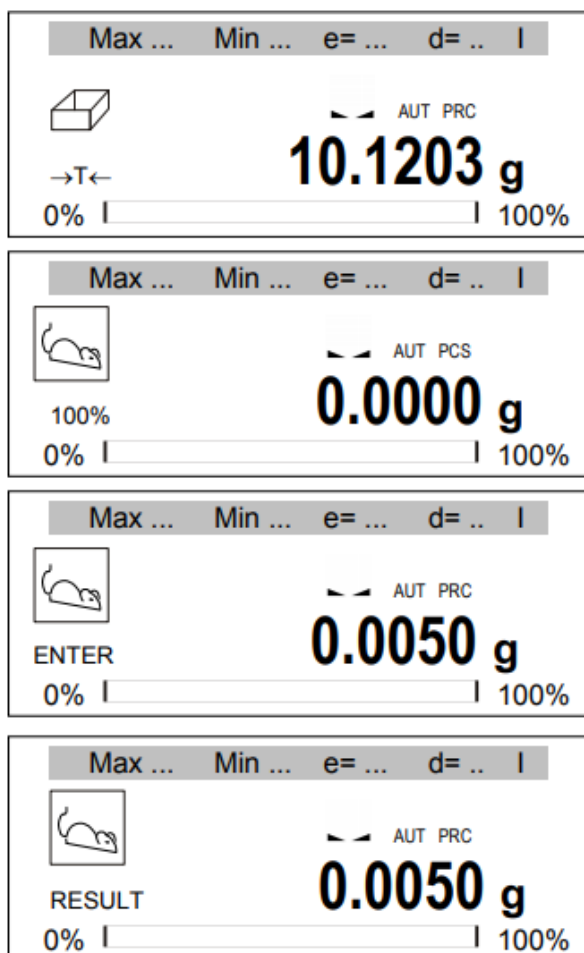 Max ... Min ... e= ... d= .. I
AUT PRC
→T← 10.1203 g
0% 100%
Max ... Min ... e= ... d= .. I
AUT PCS
100% 0.0000 g
0% 100%
Max ... Min ... e= ... d= .. I
AUT PRC
ENTER 0.0050 g
0% 100%
Max ... Min ... e= ... d= .. I
AUT PRC
RESULT 0.0050 g
0% 100%